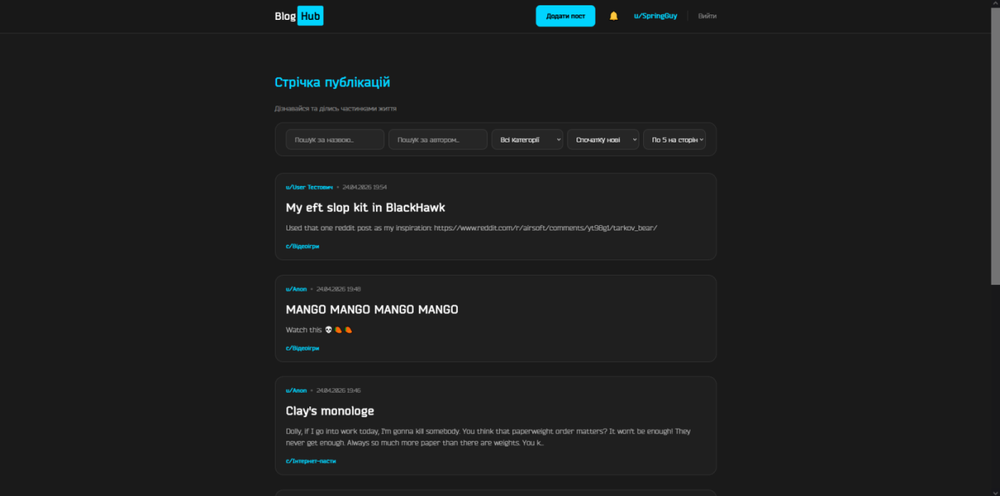 Blog Hub
Додати пост
u/SpringGuy
Вийти
Стрічка публікацій
Дізнавайся та ділись частинками життя
Пошук за назвою...
Пошук за автором...
Всі категорії
Спочатку нові
По 5 на сторін
u/User Тестович • 24.04.2026 19:54
My eft slop kit in BlackHawk
Used that one reddit post as my inspiration: https://www.reddit.com/r/airsoft/comments/yt98g1/tarkov_bear/
c/Відеоігри
u/Anon • 24.04.2026 19:48
MANGO MANGO MANGO MANGO
Watch this 💀 🥭 🥭
c/Відеоігри
u/Anon • 24.04.2026 19:46
Clay's monologe
Dolly, if I go into work today, I'm gonna kill somebody. You think that paperweight order matters? It won't be enough! They
never get enough. Always so much more paper than there are weights. You k...
c/Інтернет-пасти